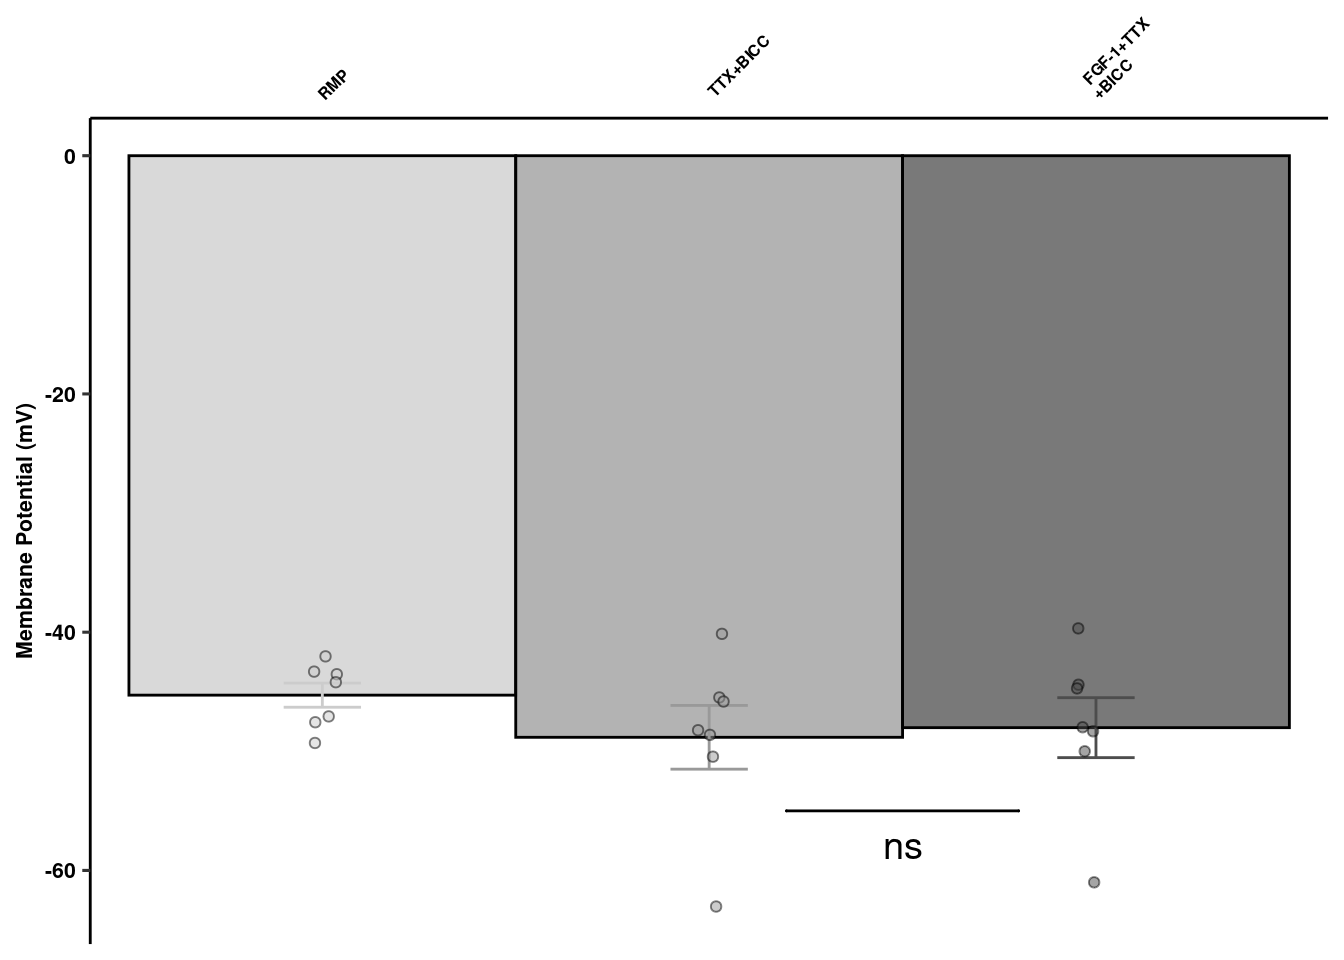 RMP
TTX+BICC
FGF-1+TTX
+BICC
0
-20
-40
-60
Membrane Potential (mV)
ns